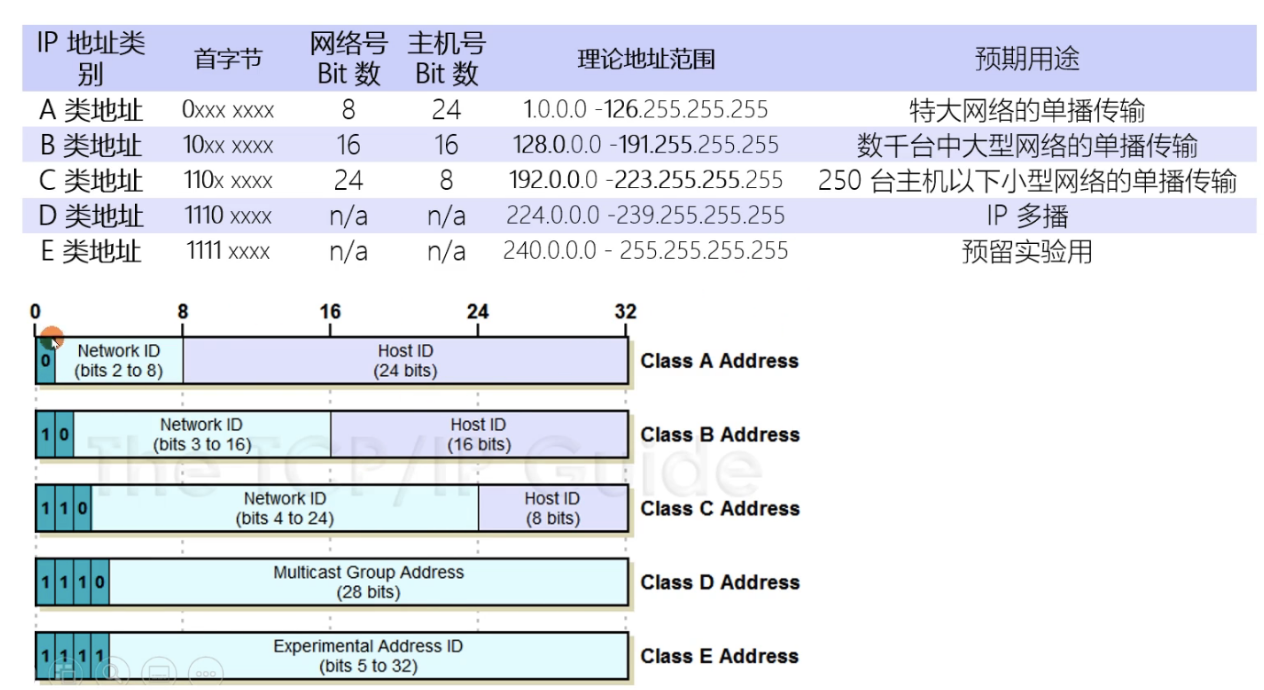 IP 地址类别 首字节 网络号 Bit 数 主机号 Bit 数 理论地址范围 预期用途
A 类地址 0xxx xxxx 8 24 1.0.0.0 -126.255.255.255 特大网络的单播传输
B 类地址 10xx xxxx 16 16 128.0.0.0 -191.255.255.255 数千台中大型网络的单播传输
C 类地址 110x xxxx 24 8 192.0.0.0 -223.255.255.255 250 台主机以下小型网络的单播传输
D 类地址 1110 xxxx n/a n/a 224.0.0.0 -239.255.255.255 IP 多播
E 类地址 1111 xxxx n/a n/a 240.0.0.0 - 255.255.255.255 预留实验用
0 8 16 24 32
0 Network ID (bits 2 to 8) Host ID (24 bits) Class A Address
1 0 Network ID (bits 3 to 16) Host ID (16 bits) Class B Address
The TCP/IP Guide
1 1 0 Network ID (bits 4 to 24) Host ID (8 bits) Class C Address
1 1 1 0 Multicast Group Address (28 bits) Class D Address
1 1 1 1 Experimental Address ID (bits 5 to 32) Class E Address